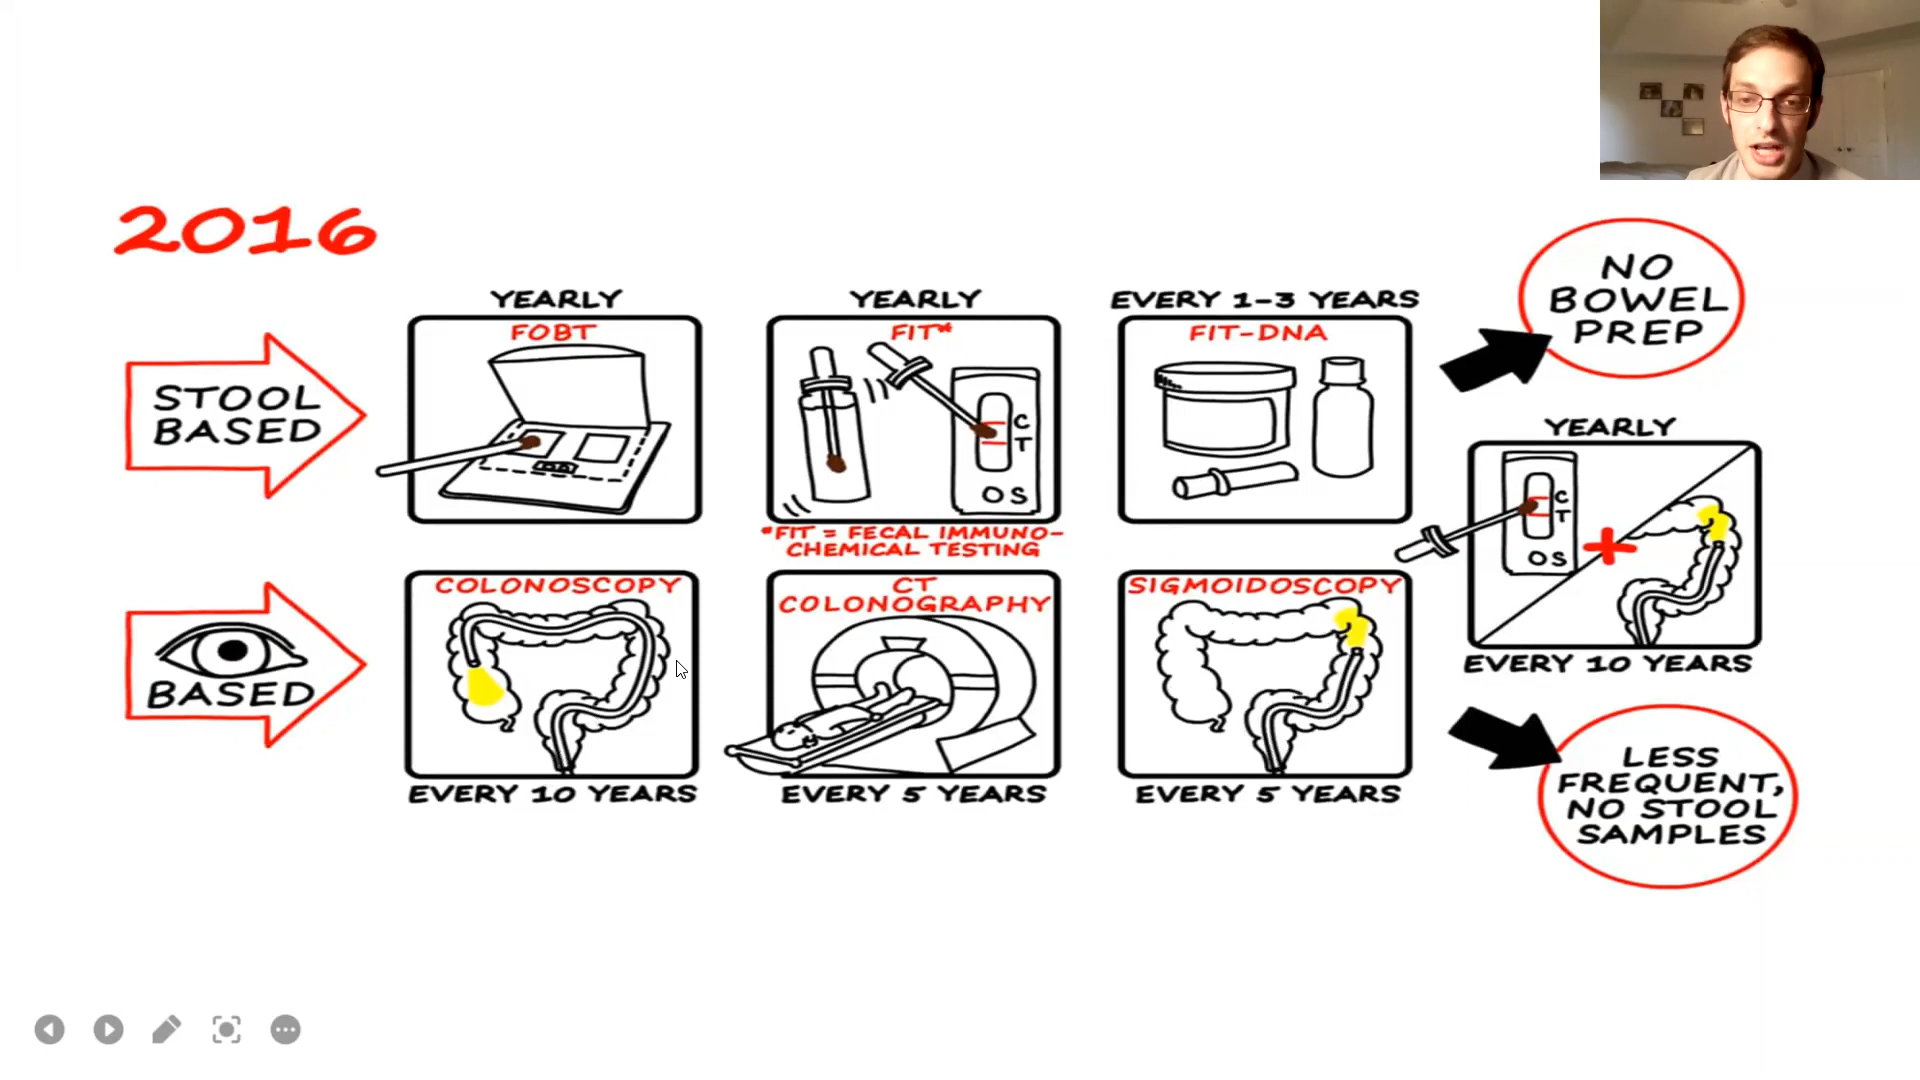 2016
STOOL
BASED
YEARLY
FOBT
YEARLY
FIT*
C
T
OS
*FIT = FECAL IMMUNO-
CHEMICAL TESTING
EVERY 1-3 YEARS
FIT-DNA
NO
BOWEL
PREP
YEARLY
C
T
OS
EVERY 10 YEARS
BASED
COLONOSCOPY
EVERY 10 YEARS
CT
COLONOGRAPHY
EVERY 5 YEARS
SIGMOIDOSCOPY
EVERY 5 YEARS
LESS
FREQUENT,
NO STOOL
SAMPLES